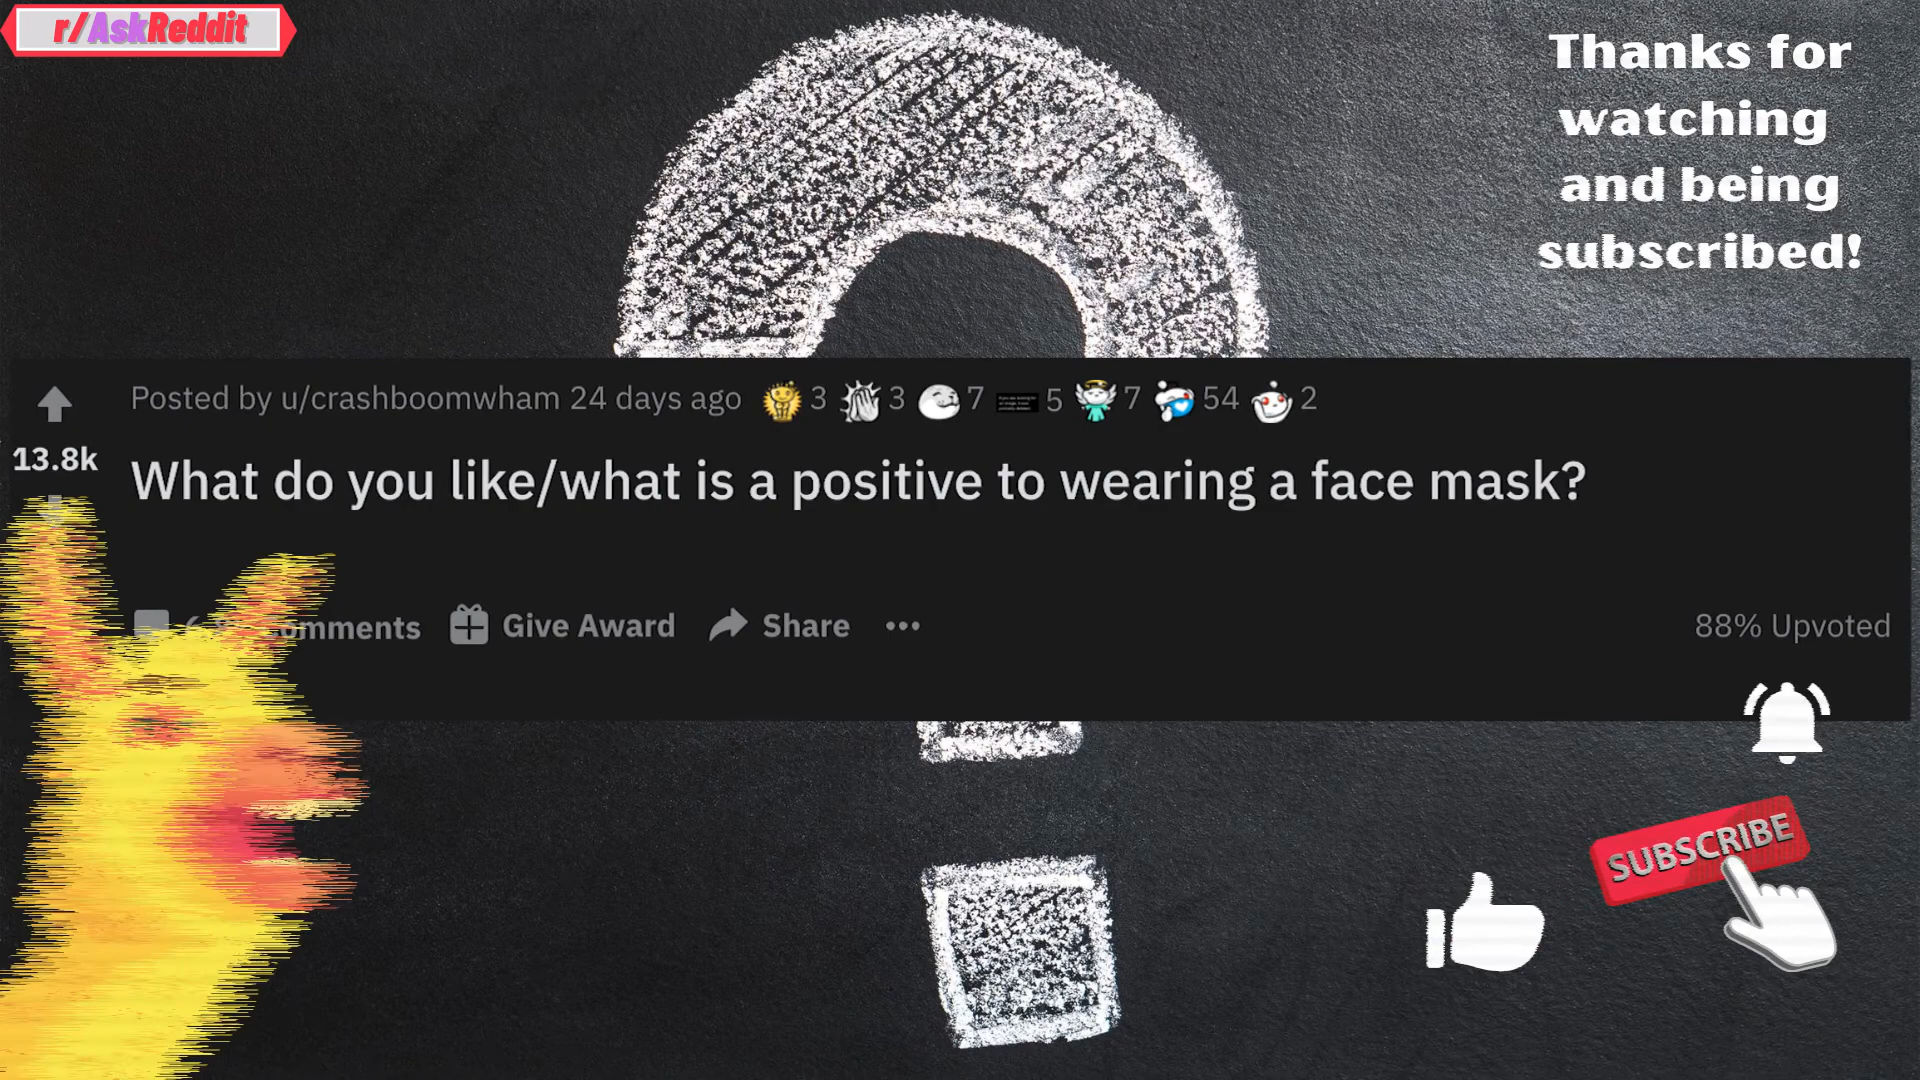 r/AskReddit
Thanks for
watching
and being
subscribed!
Posted by u/crashboomwham 24 days ago 3 3 7 5 7 54 2
13.8k
What do you like/what is a positive to wearing a face mask?
Give Award Share
88% Upvoted
SUBSCRIBE